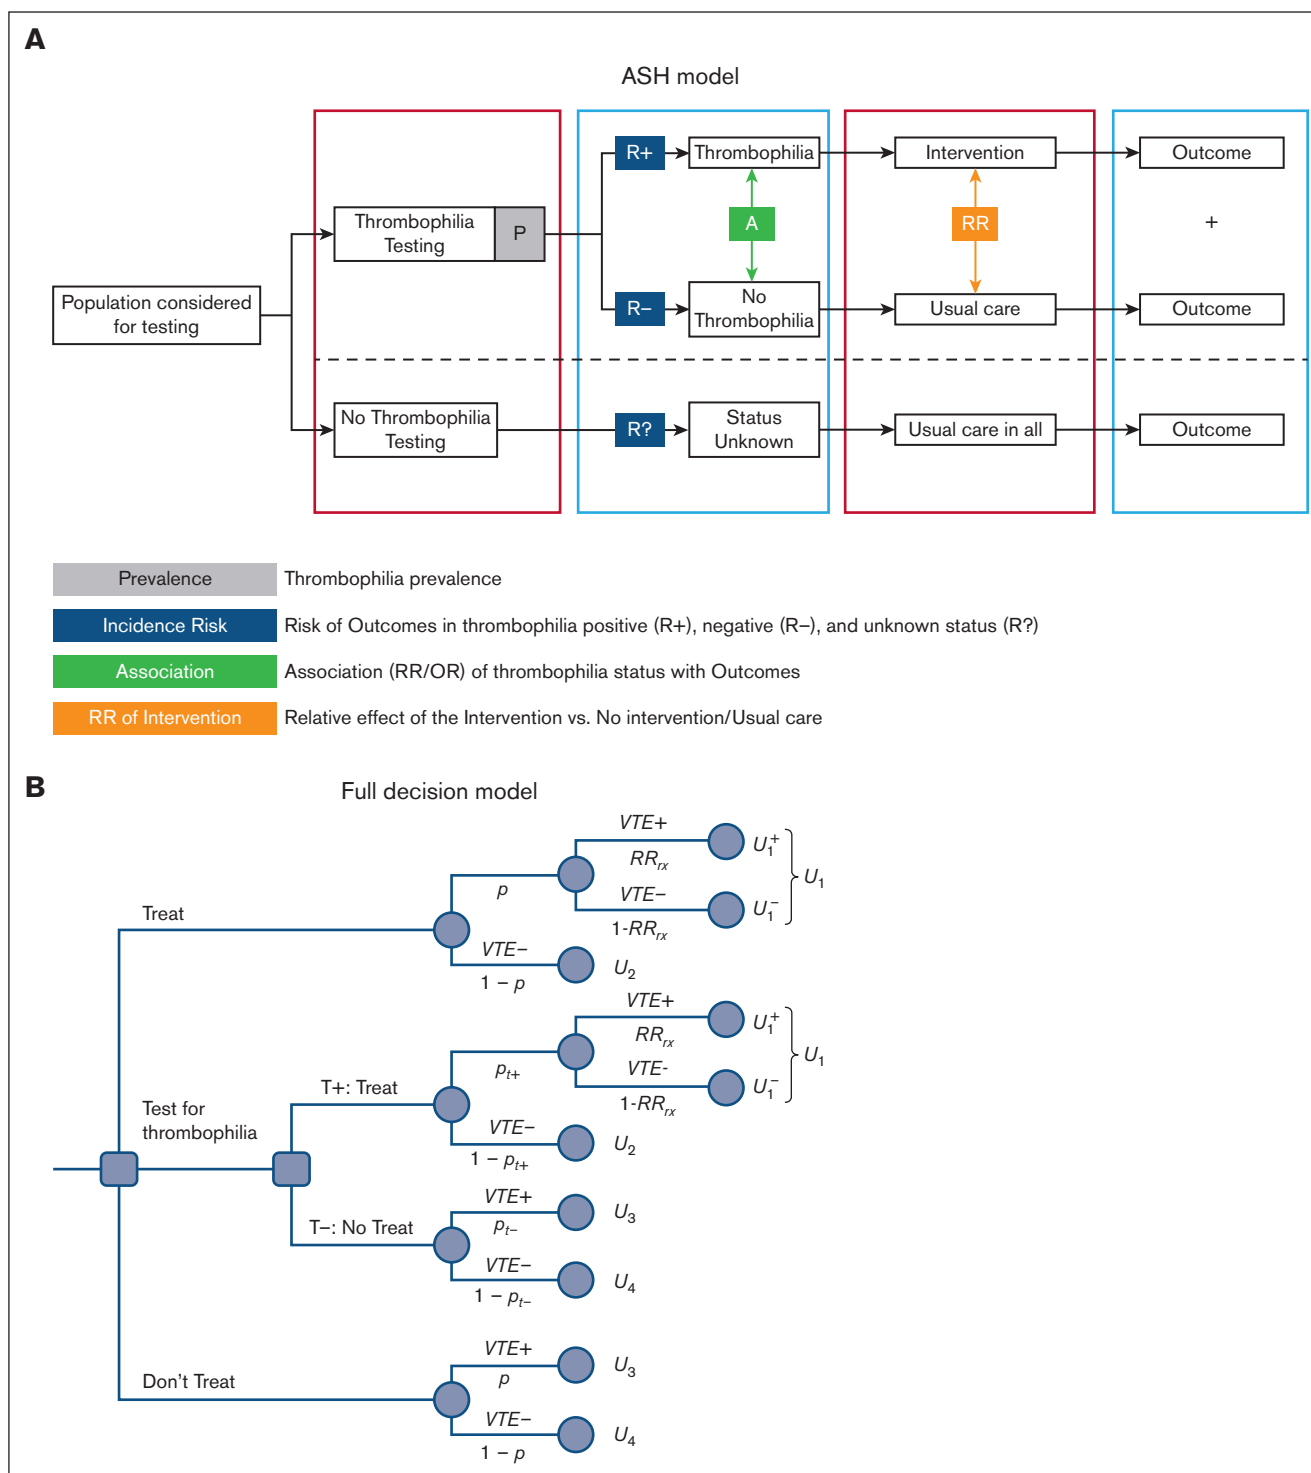 A
ASH model
Population considered
for testing
Thrombophilia
Testing
P
No Thrombophilia
Testing
R+
Thrombophilia
A
R−
No
Thrombophilia
R?
Status
Unknown
Intervention
RR
Usual care
Usual care in all
Outcome
+
Outcome
Outcome
Prevalence
Thrombophilia prevalence
Incidence Risk
Risk of Outcomes in thrombophilia positive (R+), negative (R−), and unknown status (R?)
Association
Association (RR/OR) of thrombophilia status with Outcomes
RR of Intervention
Relative effect of the Intervention vs. No intervention/Usual care
B
Full decision model
Treat
p
VTE+
RRrx
U1+
VTE−
1-RRrx
U1−
U1
VTE−
1 − p
U2
Test for
thrombophilia
T+: Treat
pt+
VTE+
RRrx
U1+
VTE-
1-RRrx
U1−
U1
VTE−
1 − pt+
U2
T−: No Treat
VTE+
pt−
U3
VTE−
1 − pt−
U4
Don't Treat
VTE+
p
U3
VTE−
1 − p
U4